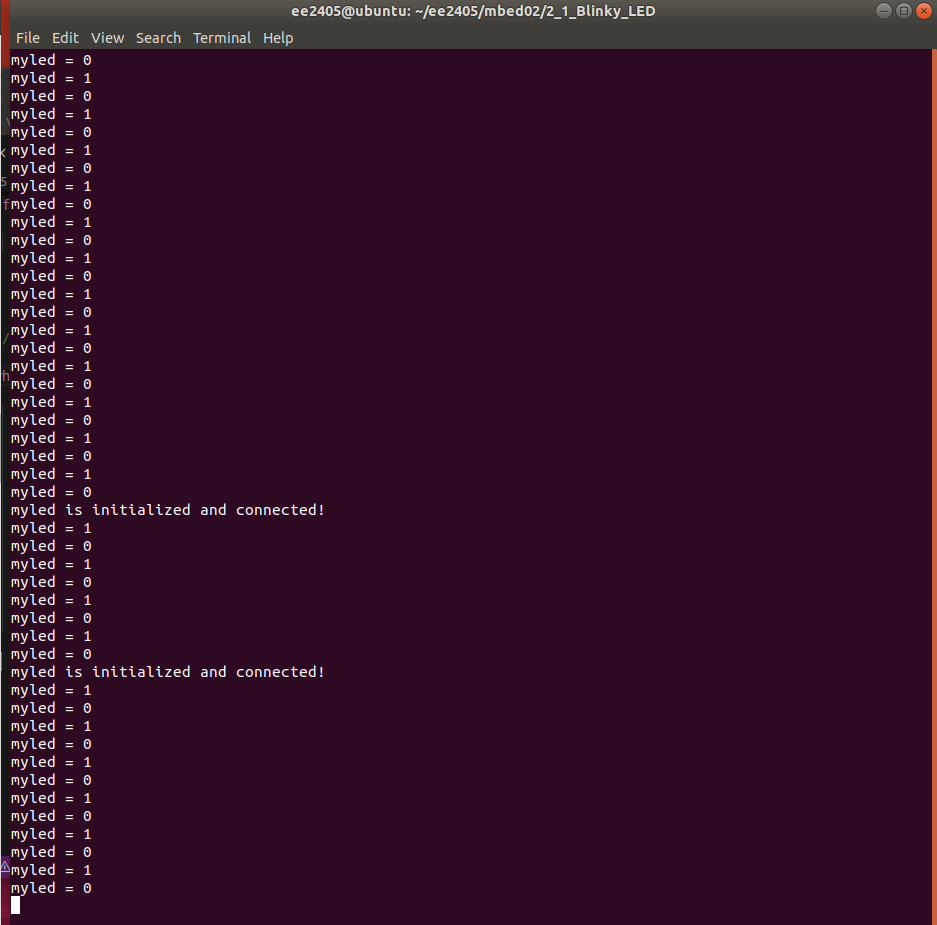 ee2405@ubuntu: ~/ee2405/mbed02/2_1_Blinky_LED
File Edit View Search Terminal Help
myled = 0
myled = 1
myled = 0
myled = 1
myled = 0
myled = 1
myled = 0
myled = 1
myled = 0
myled = 1
myled = 0
myled = 1
myled = 0
myled = 1
myled = 0
myled = 1
myled = 0
myled = 1
myled = 0
myled = 1
myled = 0
myled = 1
myled = 0
myled = 1
myled = 0
myled is initialized and connected!
myled = 1
myled = 0
myled = 1
myled = 0
myled = 1
myled = 0
myled = 1
myled = 0
myled is initialized and connected!
myled = 1
myled = 0
myled = 1
myled = 0
myled = 1
myled = 0
myled = 1
myled = 0
myled = 1
myled = 0
myled = 1
myled = 0